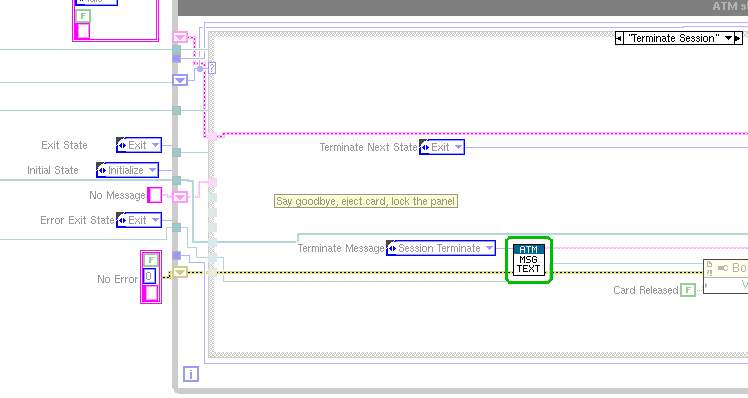 ATM s
F
"Terminate Session"
?
Exit State
Exit
Terminate Next State
Exit
Initial State
Initialize
No Message
Say goodbye, eject card, lock the panel
Error Exit State
Exit
Terminate Message
Session Terminate
ATM
MSG
TEXT
F
0
No Error
?!
Bo
Card Released
F
V
i